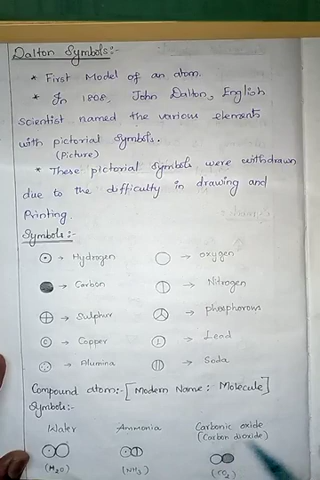 Dalton Symbols:-
* First Model of an atom.
* In 1808, John Dalton, English
scientist named the various elements
with pictorial symbols.
(Picture)
* These pictorial symbols were withdrawn
due to the difficulty in drawing and
Printing.
Symbols:-
→ Hydrogen → oxygen
→ Carbon → Nitrogen
→ Sulphur → phosphorous
C → Copper L → Lead
→ Alumina → Soda
Compound atom:- [Modern Name: Molecule]
Symbols:-
Water Ammonia Carbonic oxide
(Carbon dioxide)
(H2O) (NH3) (CO2)